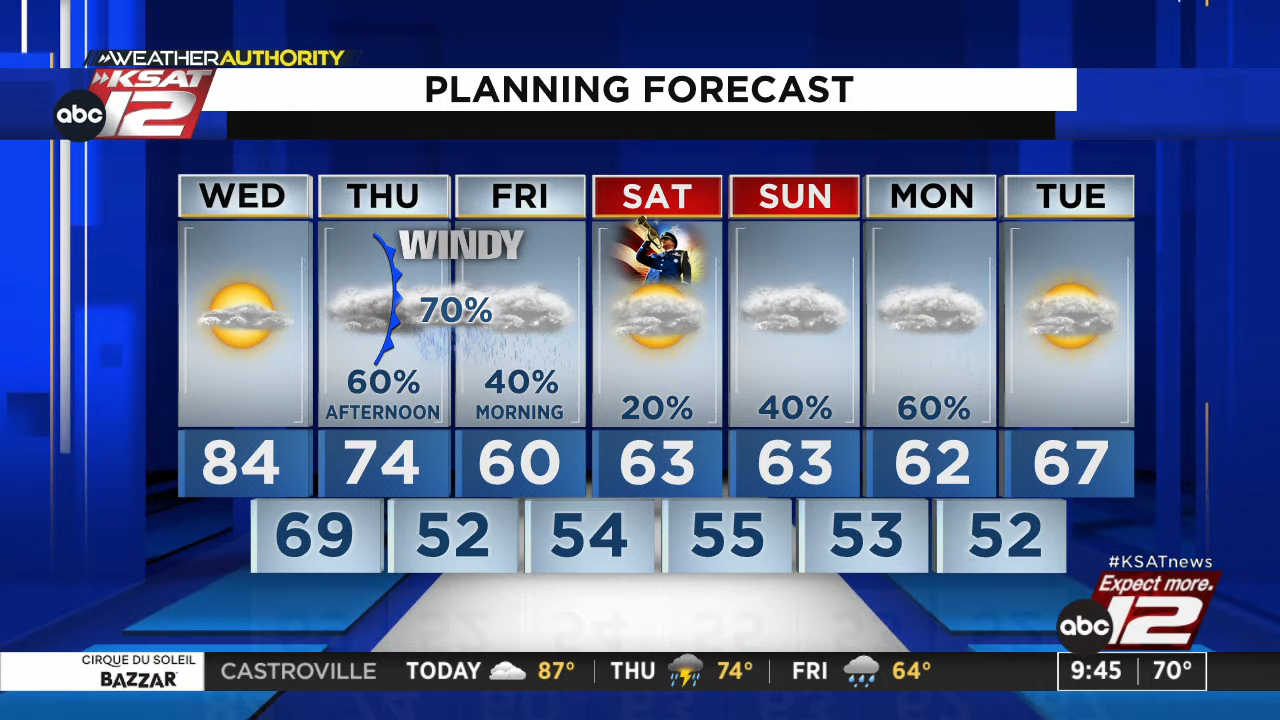 WEATHERAUTHORITY
KSAT
abc 12
PLANNING FORECAST
WED THU FRI SAT SUN MON TUE
WINDY
70%
60% 40% 20% 40% 60%
AFTERNOON MORNING
84 74 60 63 63 62 67
69 52 54 55 53 52
#KSATnews
Expect more.
abc 12
CIRQUE DU SOLEIL
BAZZAR
CASTROVILLE TODAY 87° THU 74° FRI 64°
9:45 70°